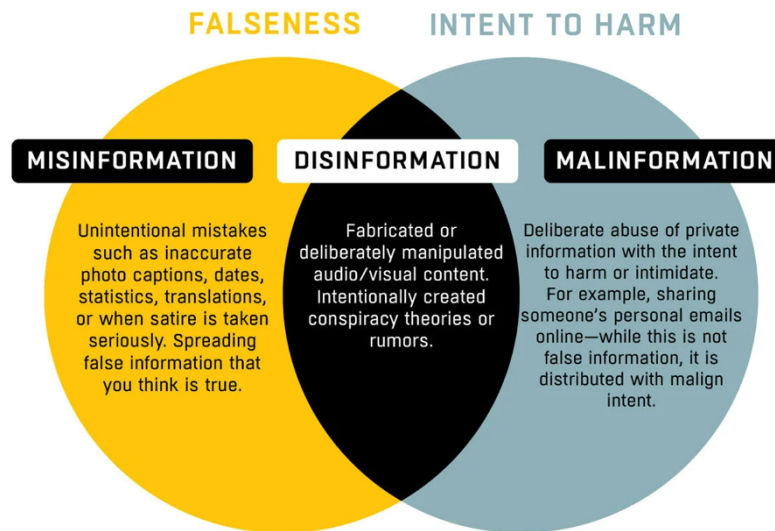 FALSENESS
INTENT TO HARM
MISINFORMATION
DISINFORMATION
MALINFORMATION
Unintentional mistakes
such as inaccurate
photo captions, dates,
statistics, translations,
or when satire is taken
seriously. Spreading
false information that
you think is true.
Fabricated or
deliberately manipulated
audio/visual content.
Intentionally created
conspiracy theories or
rumors.
Deliberate abuse of private
information with the intent
to harm or intimidate.
For example, sharing
someone's personal emails
online—while this is not
false information, it is
distributed with malign
intent.